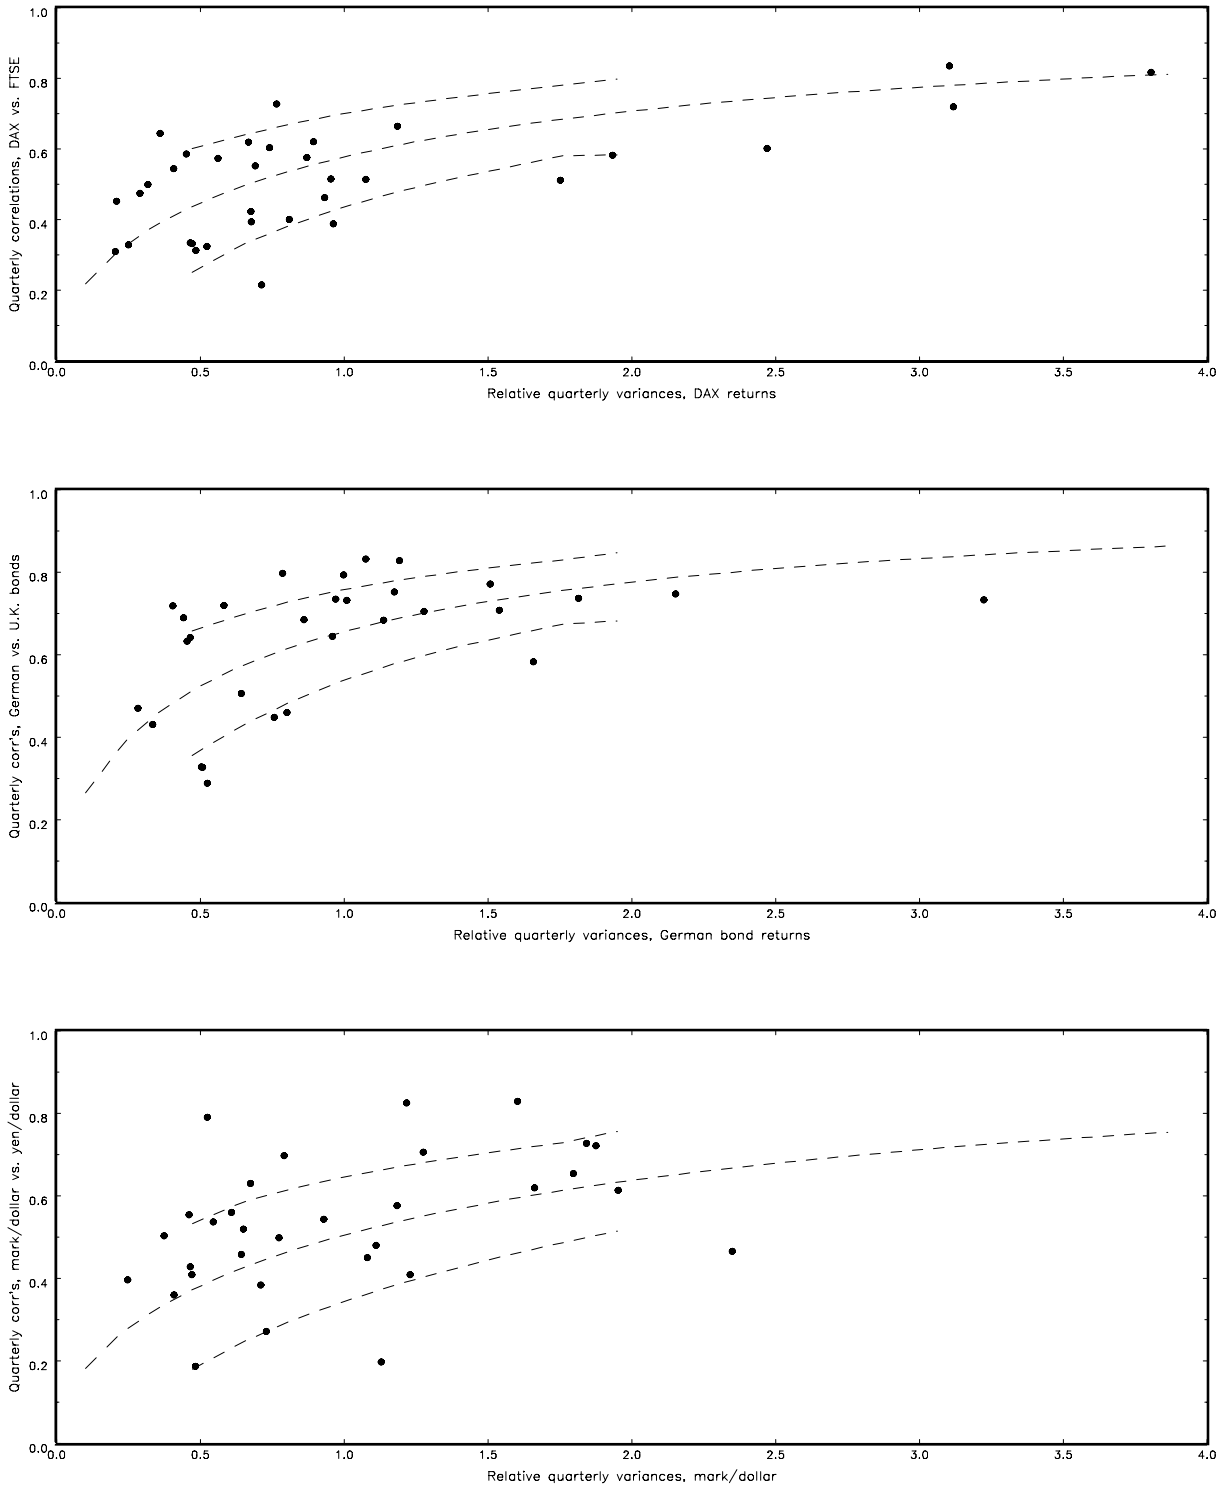 1.0
0.8
0.6
0.4
0.2
0.0
Quarterly correlations, DAX vs. FTSE
0.0 0.5 1.0 1.5 2.0 2.5 3.0 3.5 4.0
Relative quarterly variances, DAX returns
1.0
0.8
0.6
0.4
0.2
0.0
Quarterly corr's, German vs. U.K. bonds
0.0 0.5 1.0 1.5 2.0 2.5 3.0 3.5 4.0
Relative quarterly variances, German bond returns
1.0
0.8
0.6
0.4
0.2
0.0
Quarterly corr's, mark/dollar vs. yen/dollar
0.0 0.5 1.0 1.5 2.0 2.5 3.0 3.5 4.0
Relative quarterly variances, mark/dollar